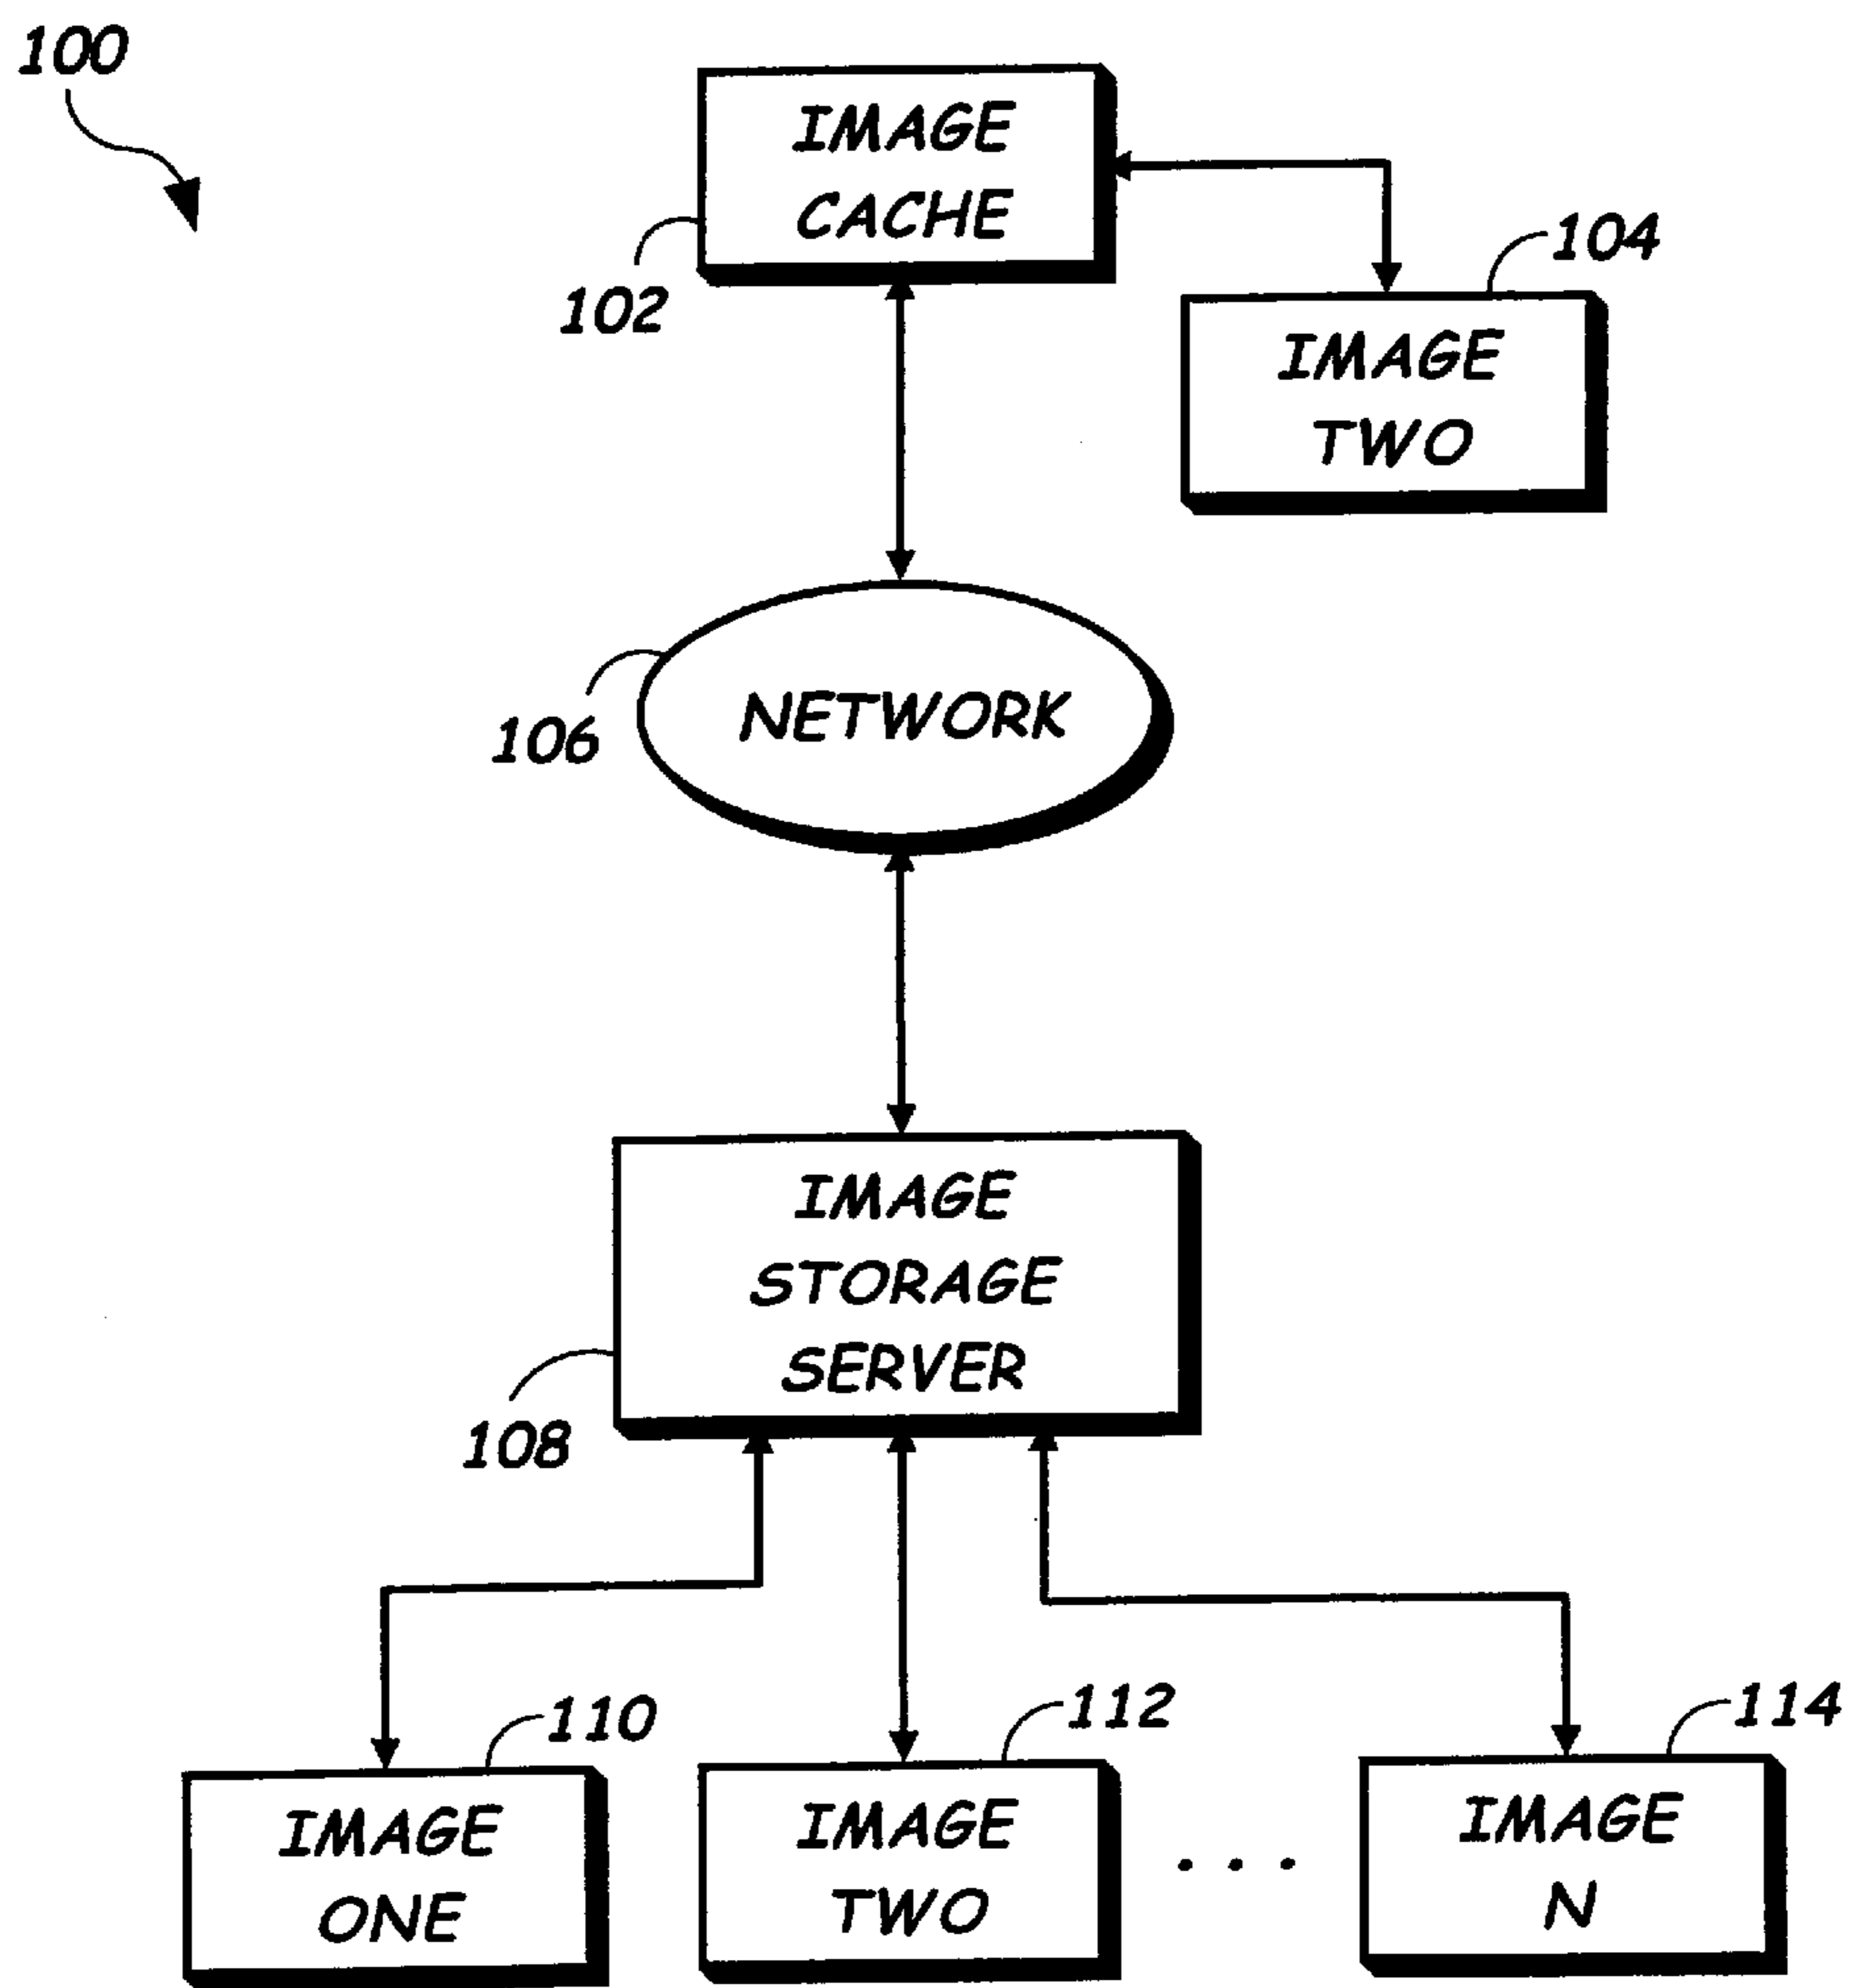 100
IMAGE
CACHE
102
104
IMAGE
TWO
106
NETWORK
IMAGE
STORAGE
SERVER
108
110
112
114
IMAGE
ONE
IMAGE
TWO
. . .
IMAGE
N